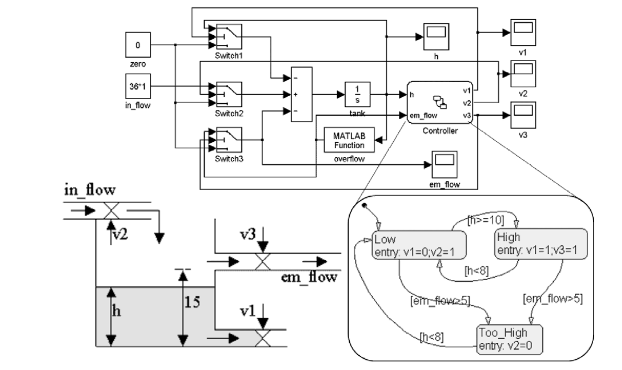 0
zero
36*1
in_flow
Switch1
Switch2
Switch3
−
+
−
1
s
tank
MATLAB
Function
overflow
h
em_flow
v1
v2
v3
Controller
h
em_flow
v1
v2
v3
in_flow
v2
v3
em_flow
15
h
v1
Low
entry: v1=0;v2=1
[h>=10]
High
entry: v1=1;v3=1
[h<8]
[em_flow>5]
[em_flow>5]
[h<8]
Too_High
entry: v2=0